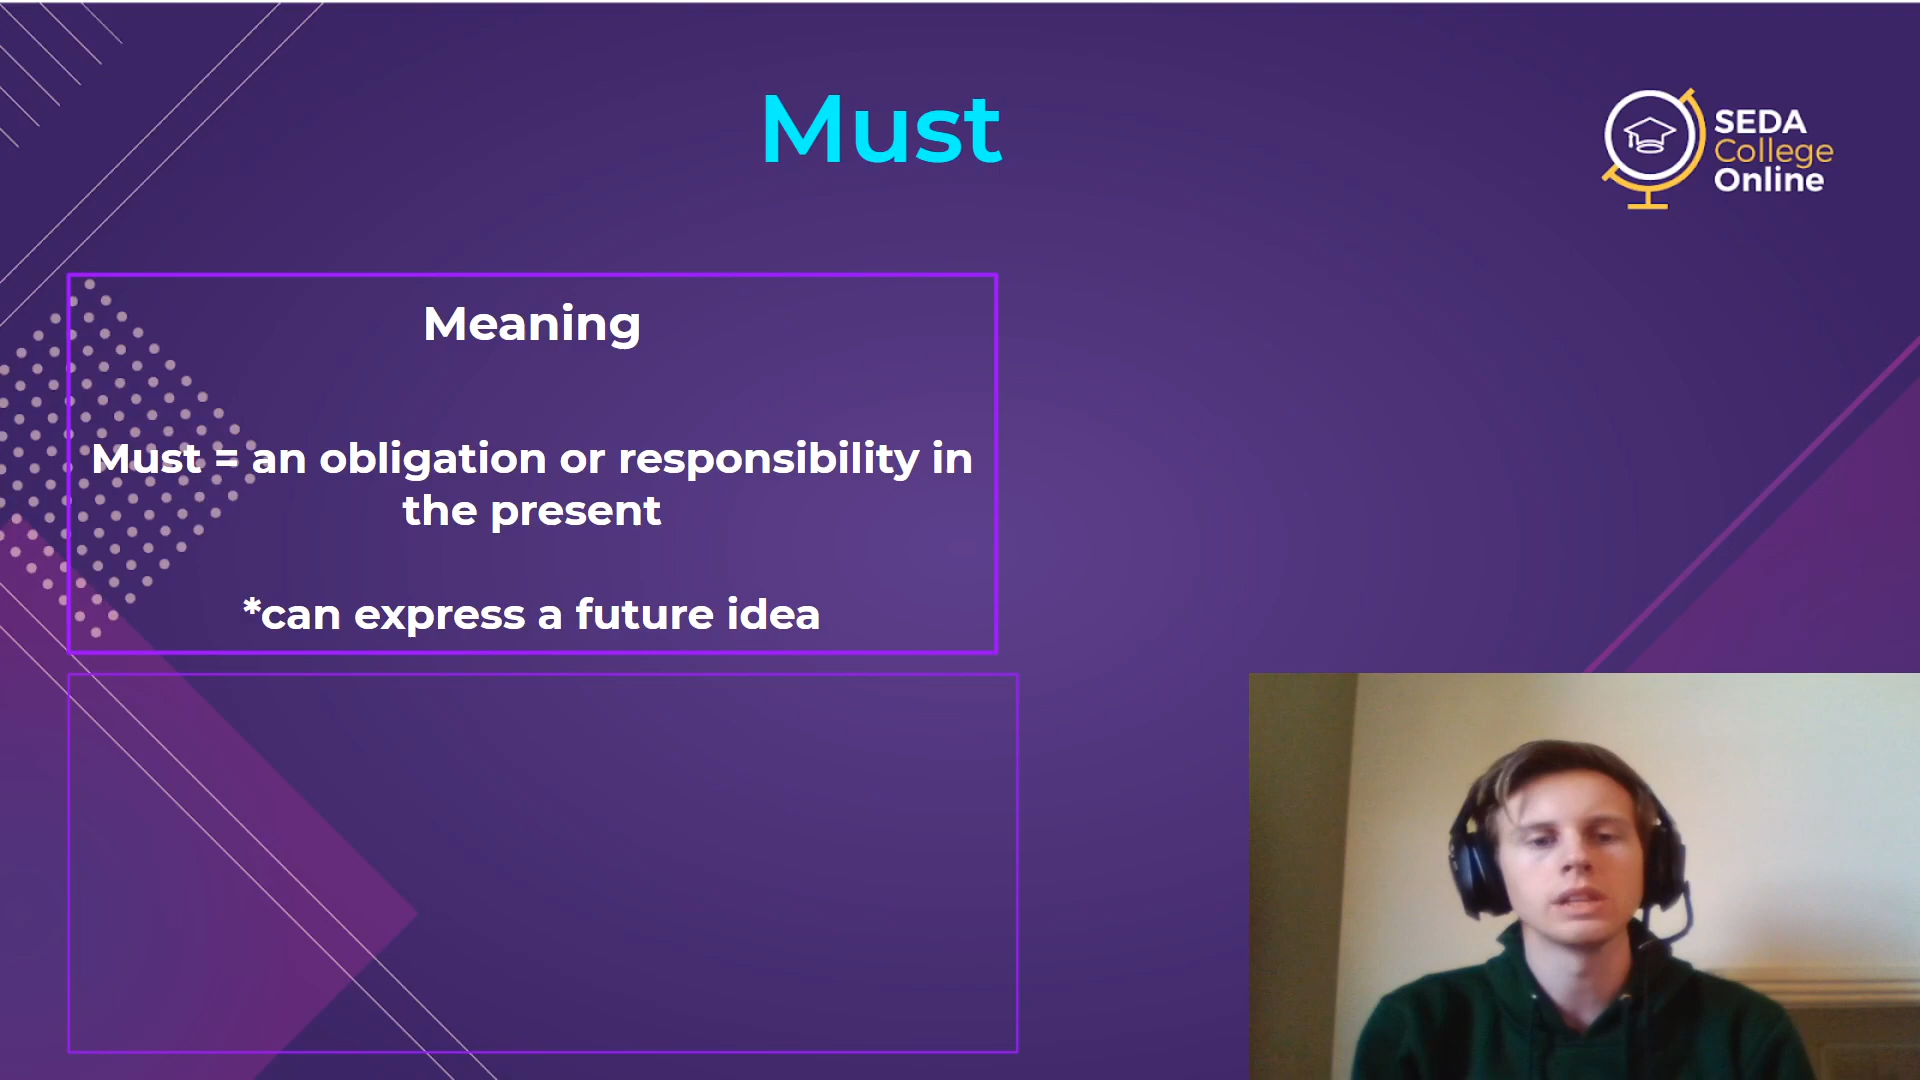 Must
SEDA
College
Online
Meaning
Must = an obligation or responsibility in
the present
*can express a future idea